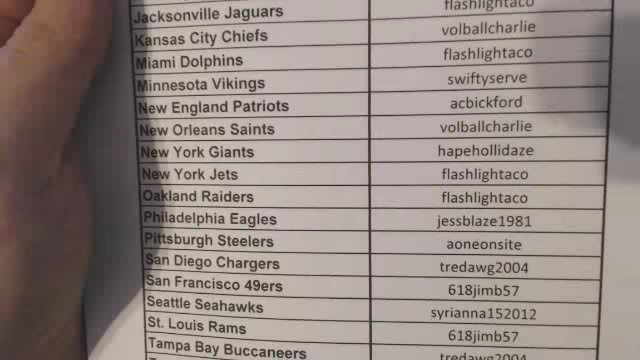 Jacksonville Jaguars flashlightaco
Kansas City Chiefs volballcharlie
Miami Dolphins flashlightaco
Minnesota Vikings swiftyserve
New England Patriots acbickford
New Orleans Saints volballcharlie
New York Giants hapehollidaze
New York Jets flashlightaco
Oakland Raiders flashlightaco
Philadelphia Eagles jessblaze1981
Pittsburgh Steelers aoneonsite
San Diego Chargers tredawg2004
San Francisco 49ers 618jimb57
Seattle Seahawks syrianna152012
St. Louis Rams 618jimb57
Tampa Bay Buccaneers tredawg2004